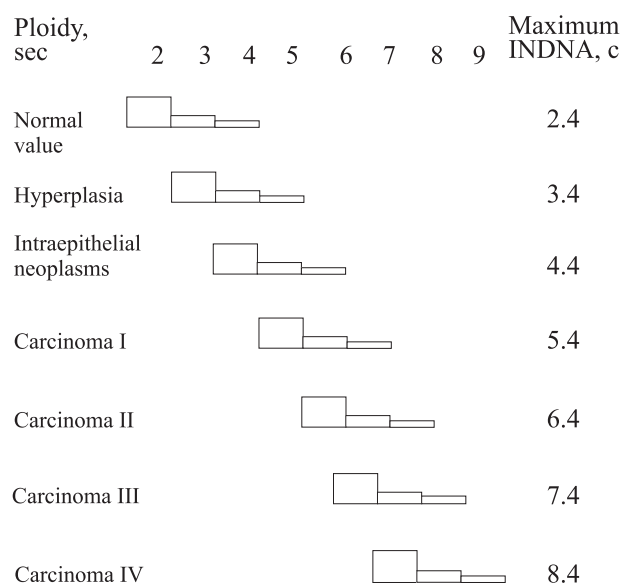 Ploidy,
sec 2 3 4 5 6 7 8 9
Maximum
INDNA, c
Normal
value 2.4
Hyperplasia 3.4
Intraepithelial
neoplasms 4.4
Carcinoma I 5.4
Carcinoma II 6.4
Carcinoma III 7.4
Carcinoma IV 8.4